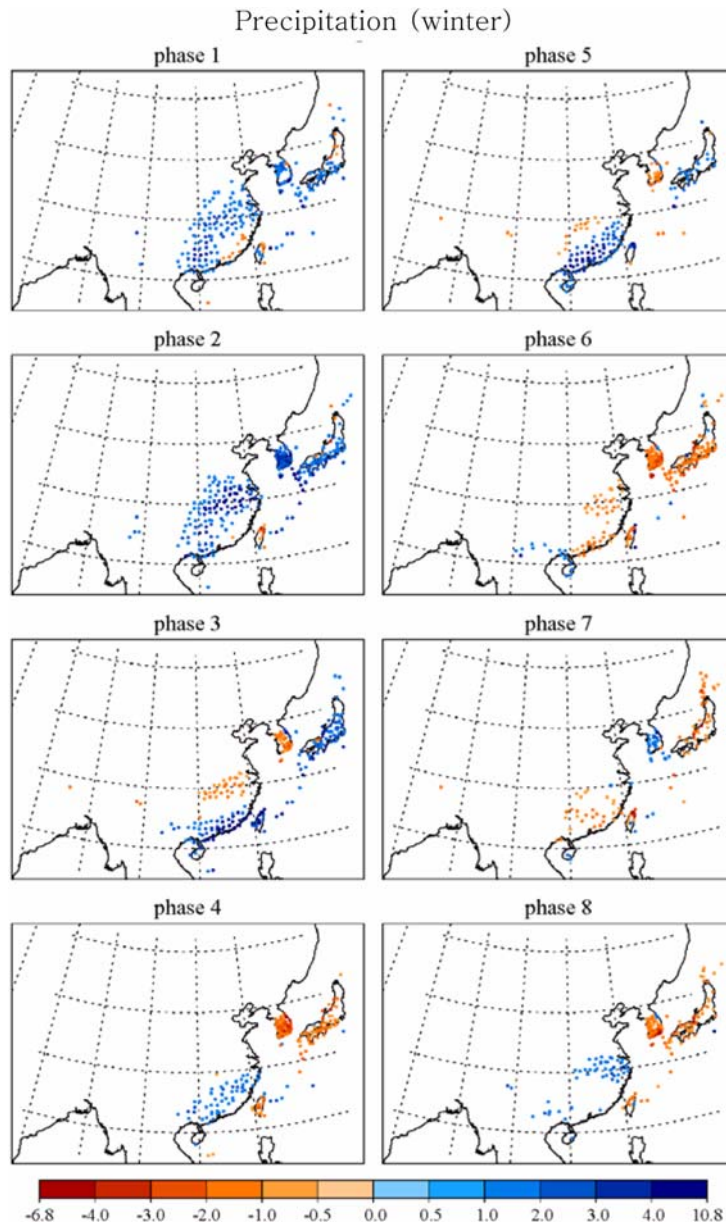 Precipitation (winter)
phase 1
phase 5
phase 2
phase 6
phase 3
phase 7
phase 4
phase 8
-6.8 -4.0 -3.0 -2.0 -1.0 -0.5 0.0 0.5 1.0 2.0 3.0 4.0 10.8